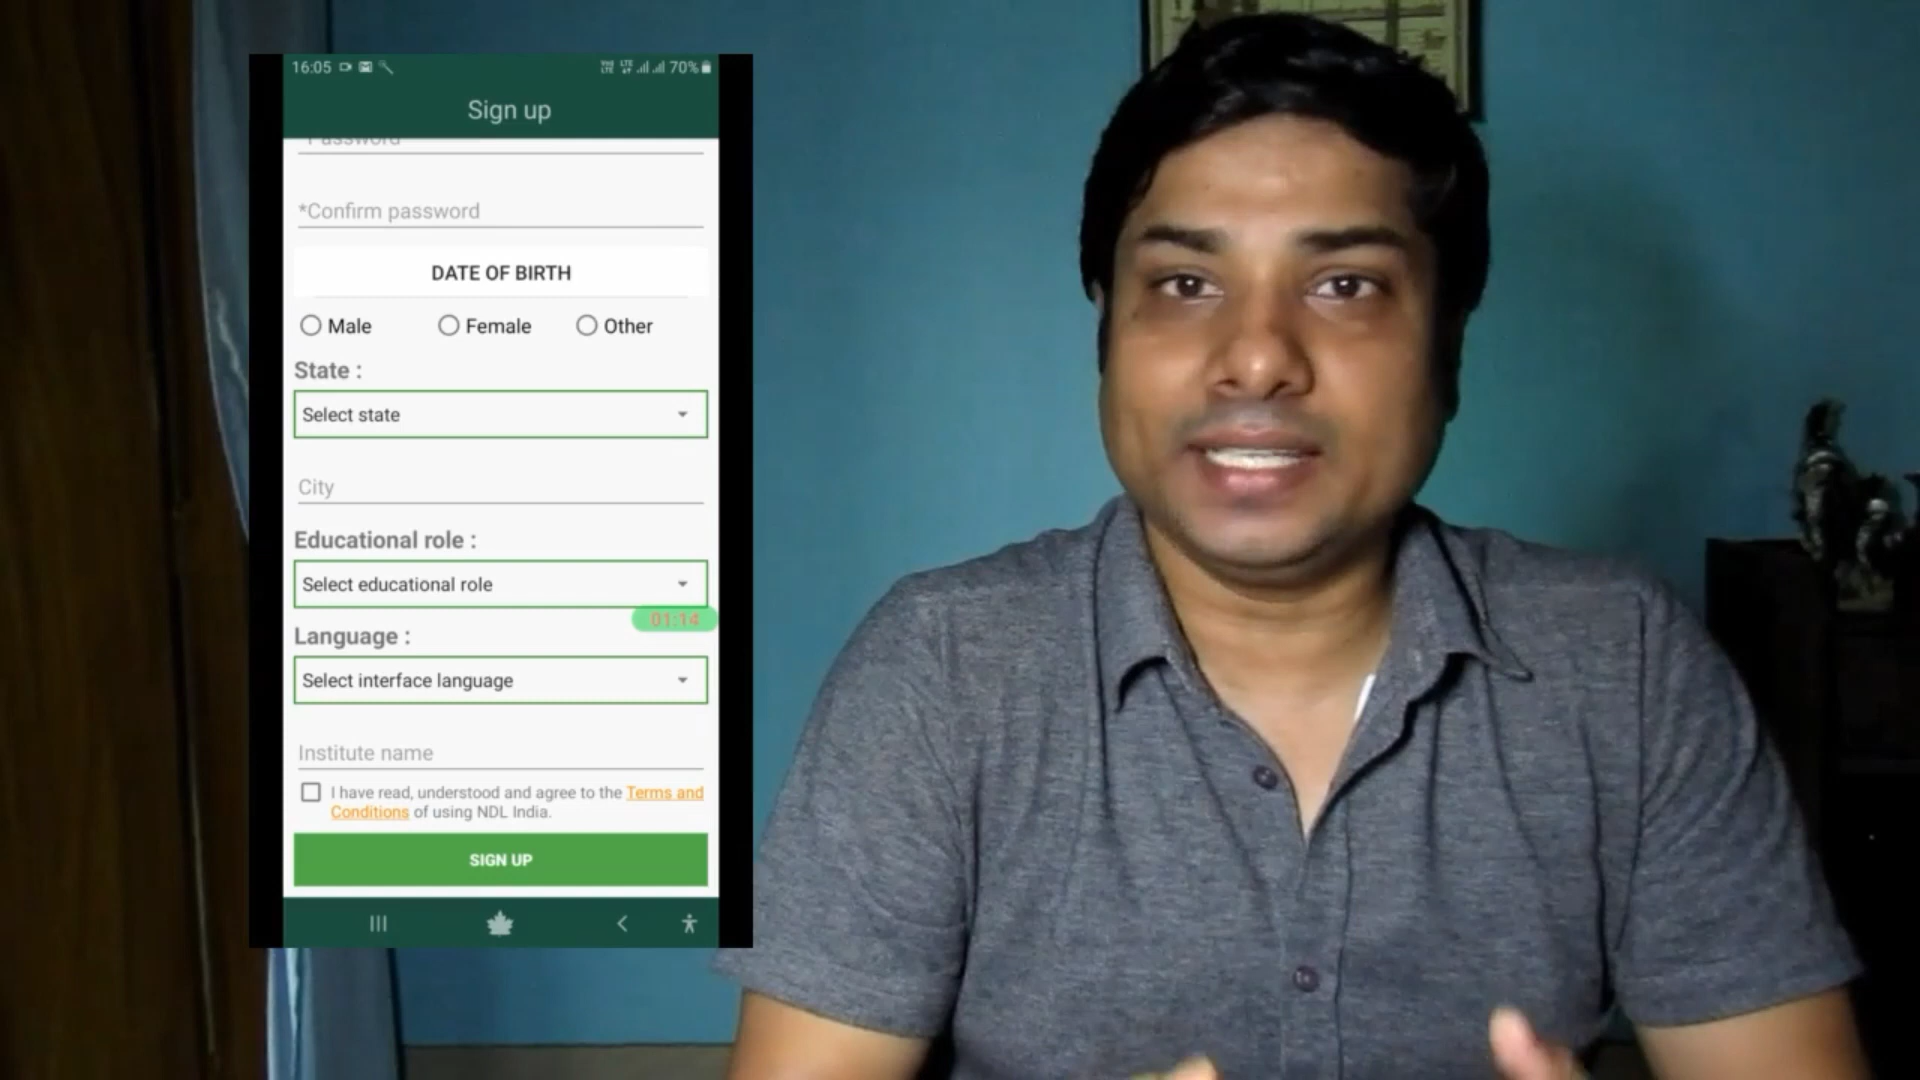 16:05 70%
Sign up
*Password
*Confirm password
DATE OF BIRTH
Male Female Other
State :
Select state
City
Educational role :
Select educational role
01:14
Language :
Select interface language
Institute name
I have read, understood and agree to the Terms and
Conditions of using NDL India.
SIGN UP